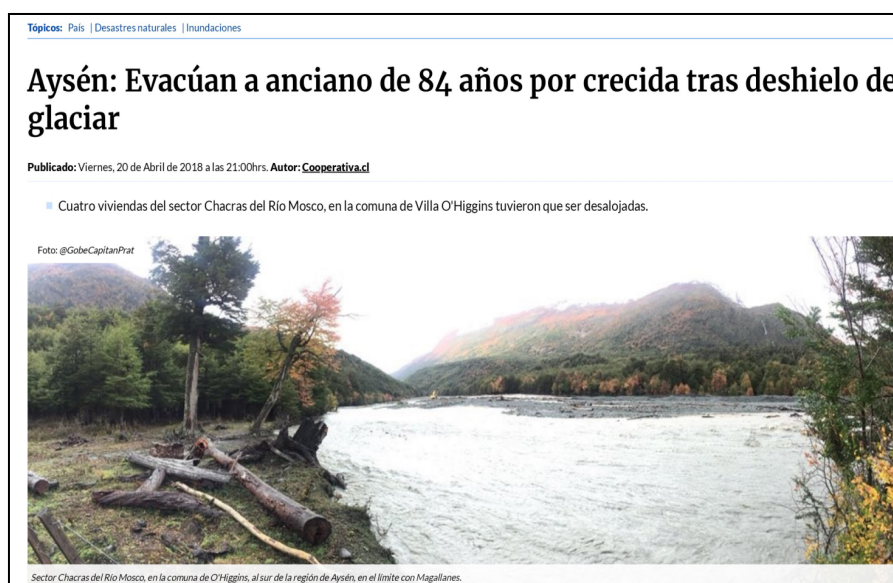 Tópicos: País | Desastres naturales | Inundaciones
Aysén: Evacúan a anciano de 84 años por crecida tras deshielo de
glaciar
Publicado: Viernes, 20 de Abril de 2018 a las 21:00hrs. Autor: Cooperativa.cl
Cuatro viviendas del sector Chacras del Río Mosco, en la comuna de Villa O'Higgins tuvieron que ser desalojadas.
Foto: @GobeCapitanPrat
Sector Chacras del Río Mosco, en la comuna de O'Higgins, al sur de la región de Aysén, en el límite con Magallanes.